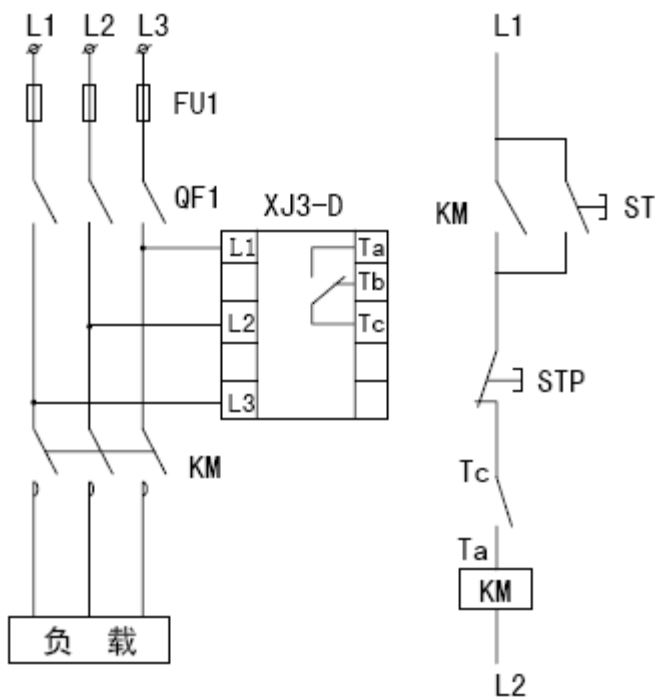 L1 L2 L3
FU1
QF1
XJ3-D
L1 Ta
Tb
L2 Tc
L3
KM
负 载
L1
KM ST
STP
Tc
Ta
KM
L2